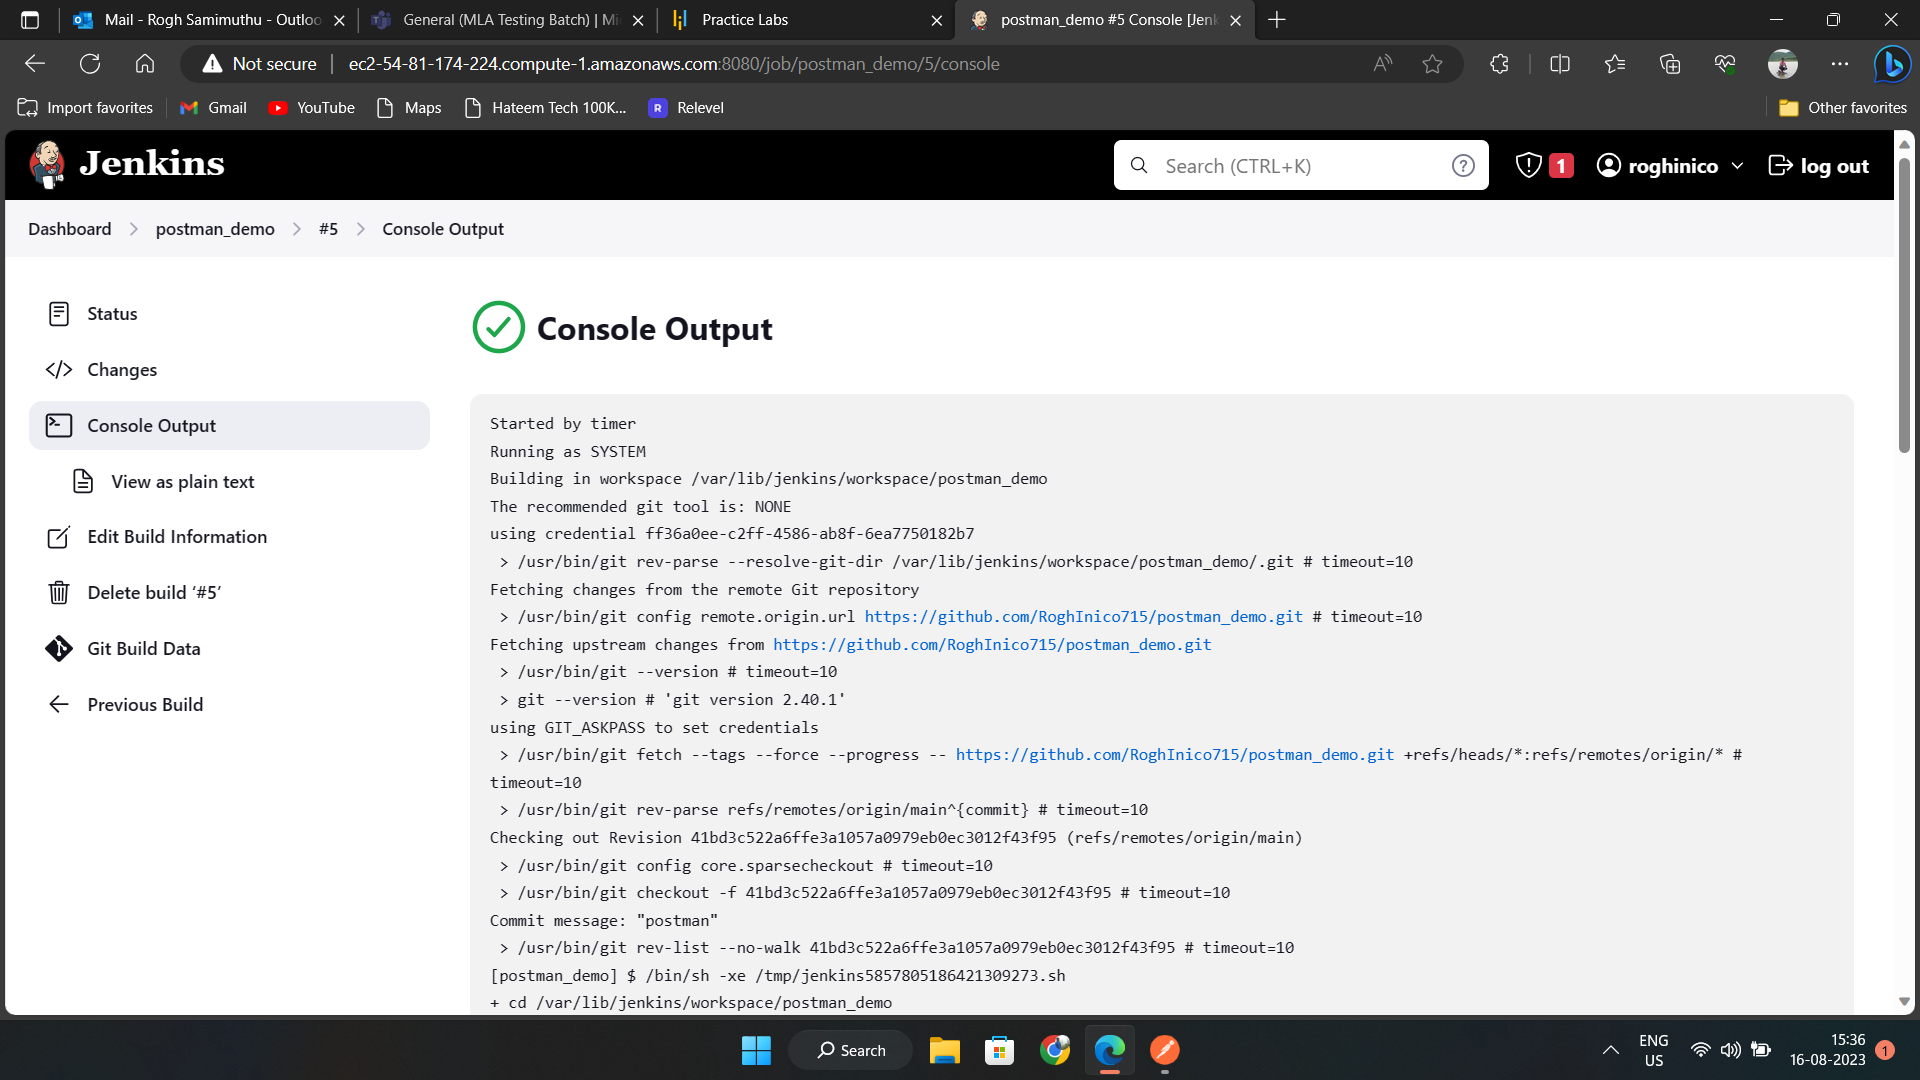 Mail - Rogh Samimuthu - Outloo
General (MLA Testing Batch) | Mi
Practice Labs
postman_demo #5 Console [Jenk
Not secure
ec2-54-81-174-224.compute-1.amazonaws.com:8080/job/postman_demo/5/console
Import favorites
Gmail
YouTube
Maps
Hateem Tech 100K...
R
Relevel
Other favorites
Jenkins
Search (CTRL+K)
1
roghinico
log out
Dashboard
postman_demo
#5
Console Output
Status
Changes
Console Output
View as plain text
Edit Build Information
Delete build ‘#5’
Git Build Data
Previous Build
Console Output
Started by timer
Running as SYSTEM
Building in workspace /var/lib/jenkins/workspace/postman_demo
The recommended git tool is: NONE
using credential ff36a0ee-c2ff-4586-ab8f-6ea7750182b7
> /usr/bin/git rev-parse --resolve-git-dir /var/lib/jenkins/workspace/postman_demo/.git # timeout=10
Fetching changes from the remote Git repository
> /usr/bin/git config remote.origin.url https://github.com/RoghInico715/postman_demo.git # timeout=10
Fetching upstream changes from https://github.com/RoghInico715/postman_demo.git
> /usr/bin/git --version # timeout=10
> git --version # 'git version 2.40.1'
using GIT_ASKPASS to set credentials
> /usr/bin/git fetch --tags --force --progress -- https://github.com/RoghInico715/postman_demo.git +refs/heads/*:refs/remotes/origin/* #
timeout=10
> /usr/bin/git rev-parse refs/remotes/origin/main^{commit} # timeout=10
Checking out Revision 41bd3c522a6ffe3a1057a0979eb0ec3012f43f95 (refs/remotes/origin/main)
> /usr/bin/git config core.sparsecheckout # timeout=10
> /usr/bin/git checkout -f 41bd3c522a6ffe3a1057a0979eb0ec3012f43f95 # timeout=10
Commit message: "postman"
> /usr/bin/git rev-list --no-walk 41bd3c522a6ffe3a1057a0979eb0ec3012f43f95 # timeout=10
[postman_demo] $ /bin/sh -xe /tmp/jenkins5857805186421309273.sh
+ cd /var/lib/jenkins/workspace/postman_demo
Search
ENG
US
15:36
16-08-2023
1